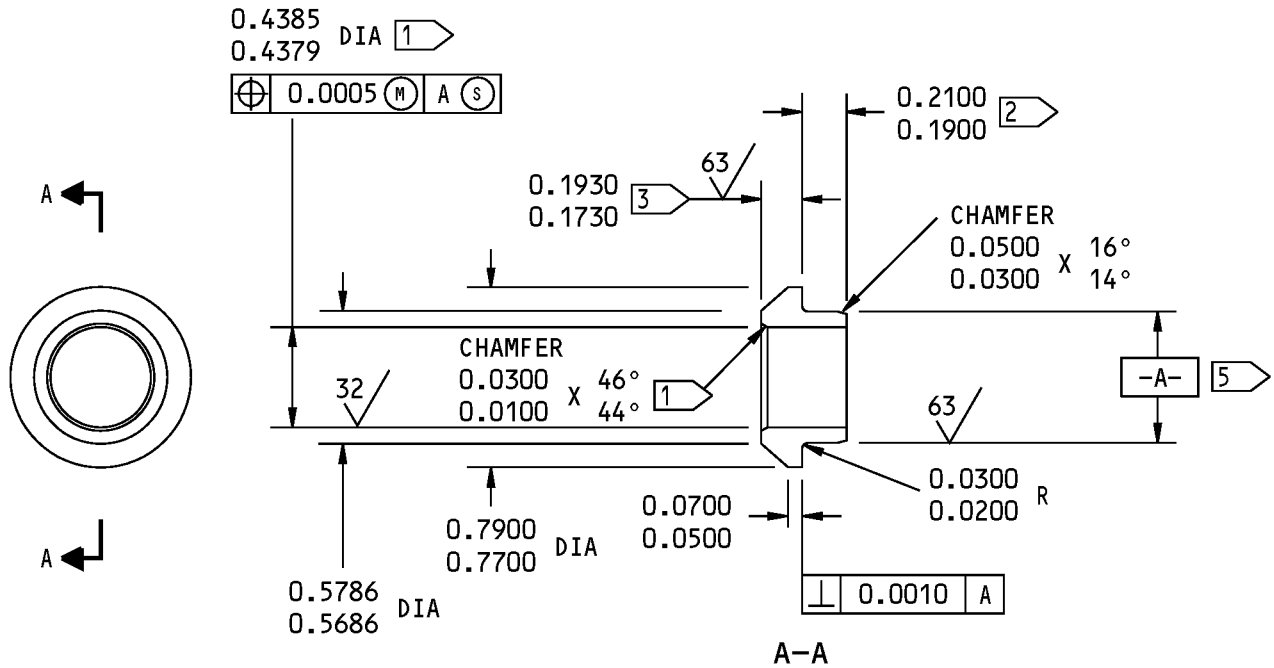 0.4385
0.4379 DIA 1
⌖ 0.0005 Ⓜ A Ⓢ
0.2100
0.1900 2
63
0.1930
0.1730 3
A
CHAMFER
0.0500 X 16°
0.0300 14°
CHAMFER
0.0300 X 46° 1
0.0100 44°
32
-A- 5
63
0.0300 R
0.0200
0.0700
0.0500
0.7900 DIA
0.7700
A
0.5786 DIA
0.5686
⊥ 0.0010 A
A-A